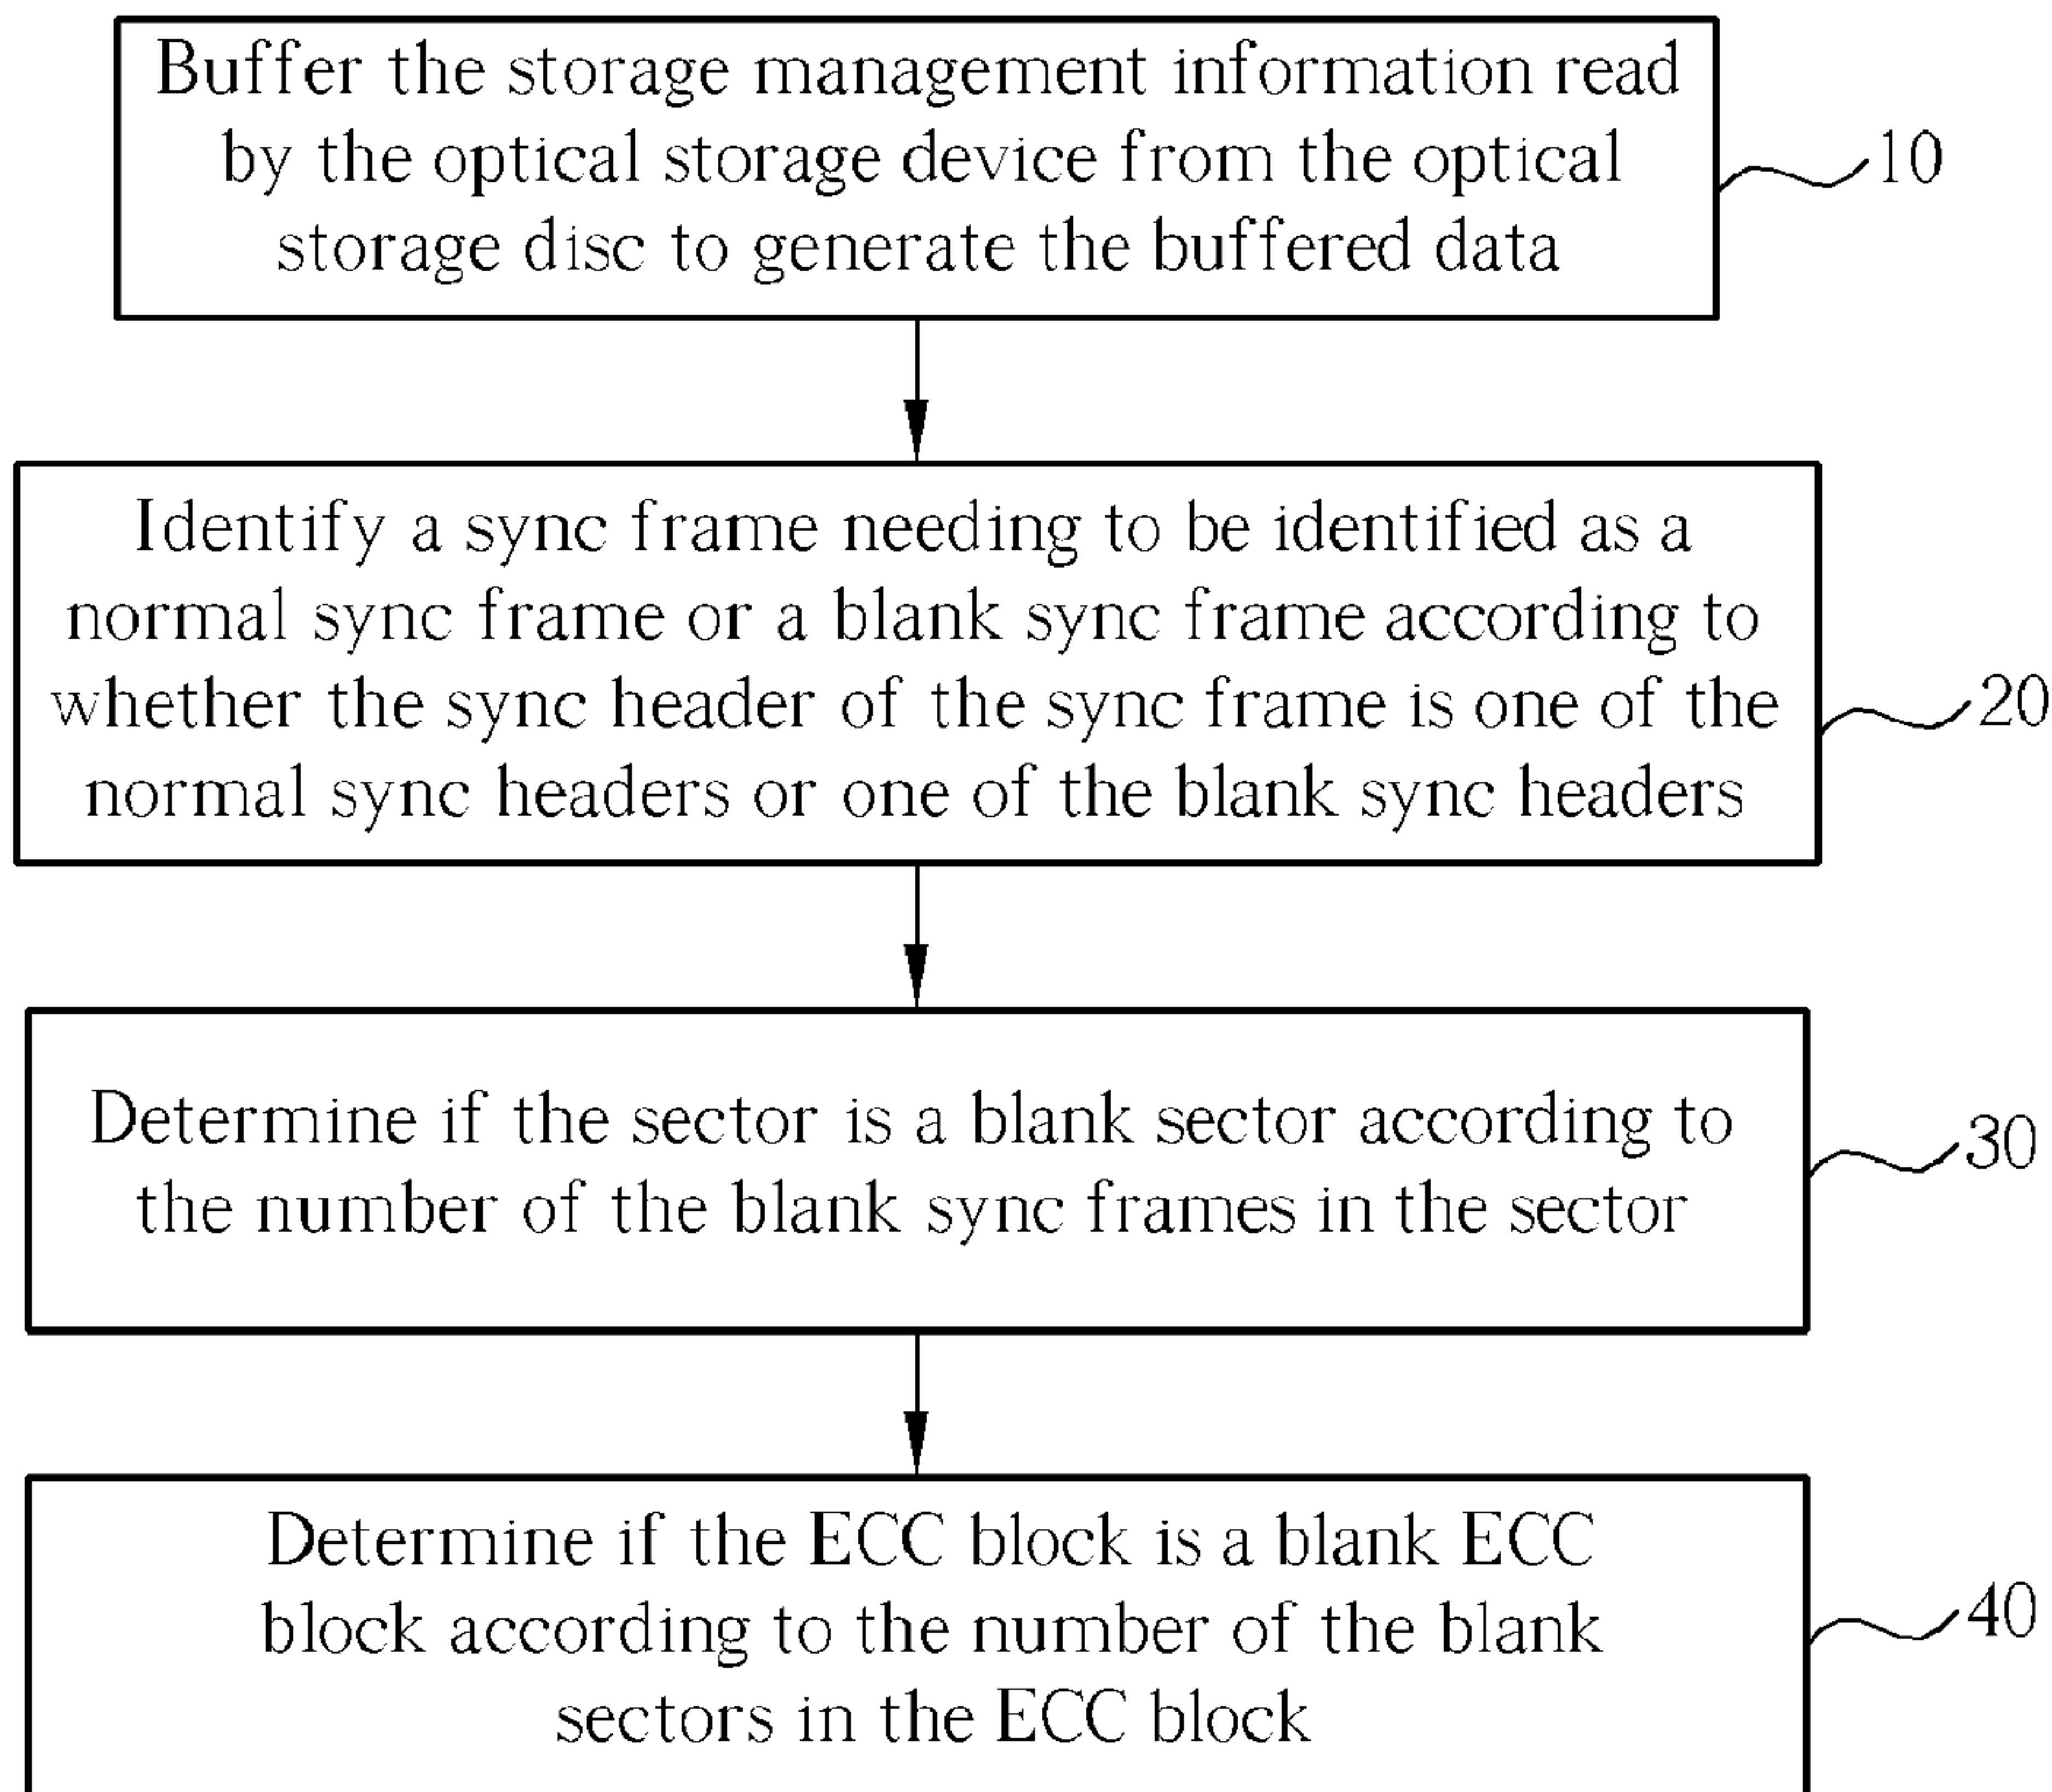 Buffer the storage management information read
by the optical storage device from the optical
storage disc to generate the buffered data
10
Identify a sync frame needing to be identified as a
normal sync frame or a blank sync frame according to
whether the sync header of the sync frame is one of the
normal sync headers or one of the blank sync headers
20
Determine if the sector is a blank sector according to
the number of the blank sync frames in the sector
30
Determine if the ECC block is a blank ECC
block according to the number of the blank
sectors in the ECC block
40